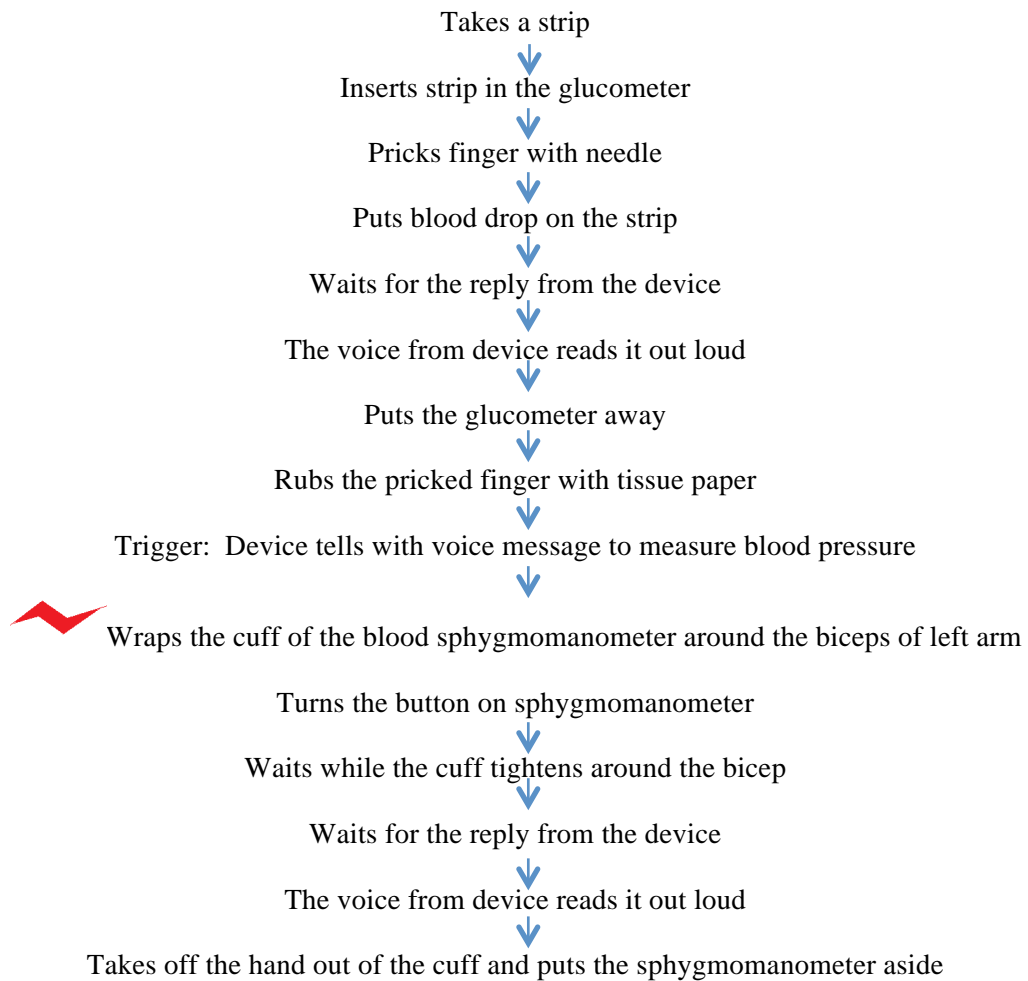 Takes a strip
Inserts strip in the glucometer
Pricks finger with needle
Puts blood drop on the strip
Waits for the reply from the device
The voice from device reads it out loud
Puts the glucometer away
Rubs the pricked finger with tissue paper
Trigger:  Device tells with voice message to measure blood pressure
Wraps the cuff of the blood sphygmomanometer around the biceps of left arm
Turns the button on sphygmomanometer
Waits while the cuff tightens around the bicep
Waits for the reply from the device
The voice from device reads it out loud
Takes off the hand out of the cuff and puts the sphygmomanometer aside